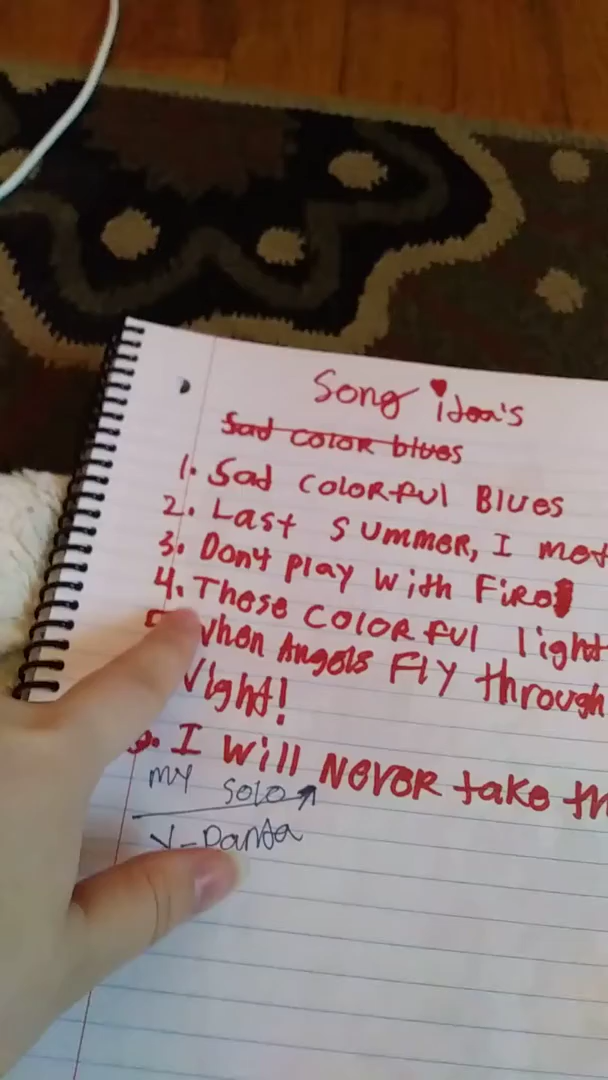 Song idea's
Sad color blues
1. Sad colorful Blues
2. Last summer, I met
3. Dont play with Fire
4. These colorful light
When Angels Fly through
Night!
. I will never take th
my solo